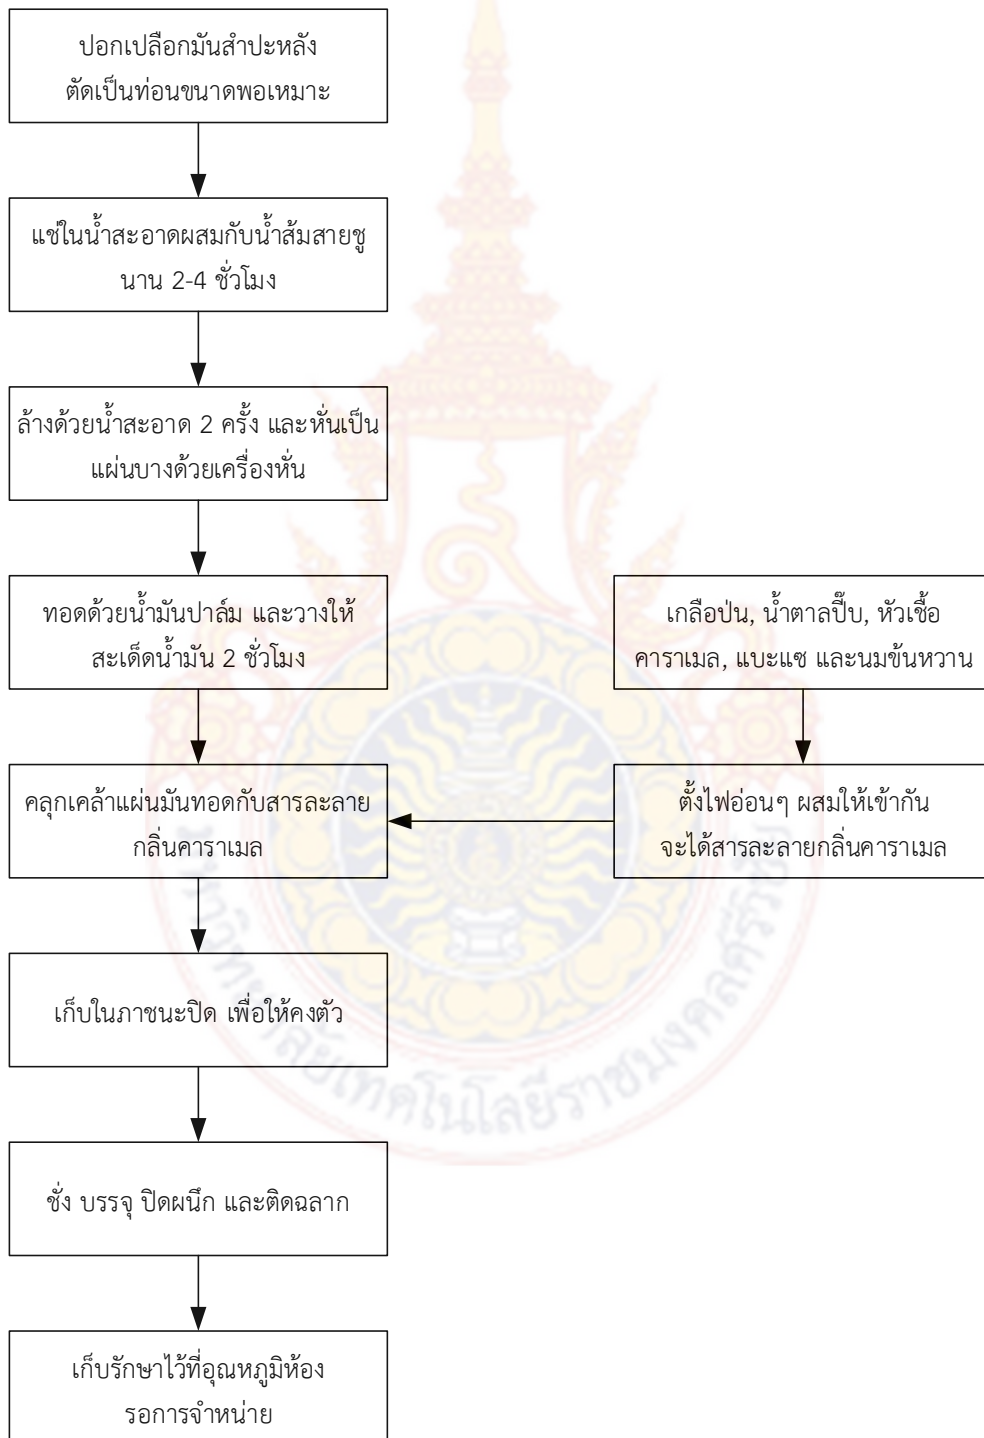 ปอกเปลือกมันสำปะหลัง
ตัดเป็นท่อนขนาดพอเหมาะ
แช่ในน้ำสะอาดผสมกับน้ำส้มสายชู
นาน 2-4 ชั่วโมง
ล้างด้วยน้ำสะอาด 2 ครั้ง และหั่นเป็น
แผ่นบางด้วยเครื่องหั่น
ทอดด้วยน้ำมันปาล์ม และวางให้
สะเด็ดน้ำมัน 2 ชั่วโมง
เกลือป่น, น้ำตาลปี๊บ, หัวเชื้อ
คาราเมล, แบะแซ และนมข้นหวาน
คลุกเคล้าแผ่นมันทอดกับสารละลาย
กลิ่นคาราเมล
ตั้งไฟอ่อนๆ ผสมให้เข้ากัน
จะได้สารละลายกลิ่นคาราเมล
เก็บในภาชนะปิด เพื่อให้คงตัว
ชั่ง บรรจุ ปิดผนึก และติดฉลาก
เก็บรักษาไว้ที่อุณหภูมิห้อง
รอการจำหน่าย